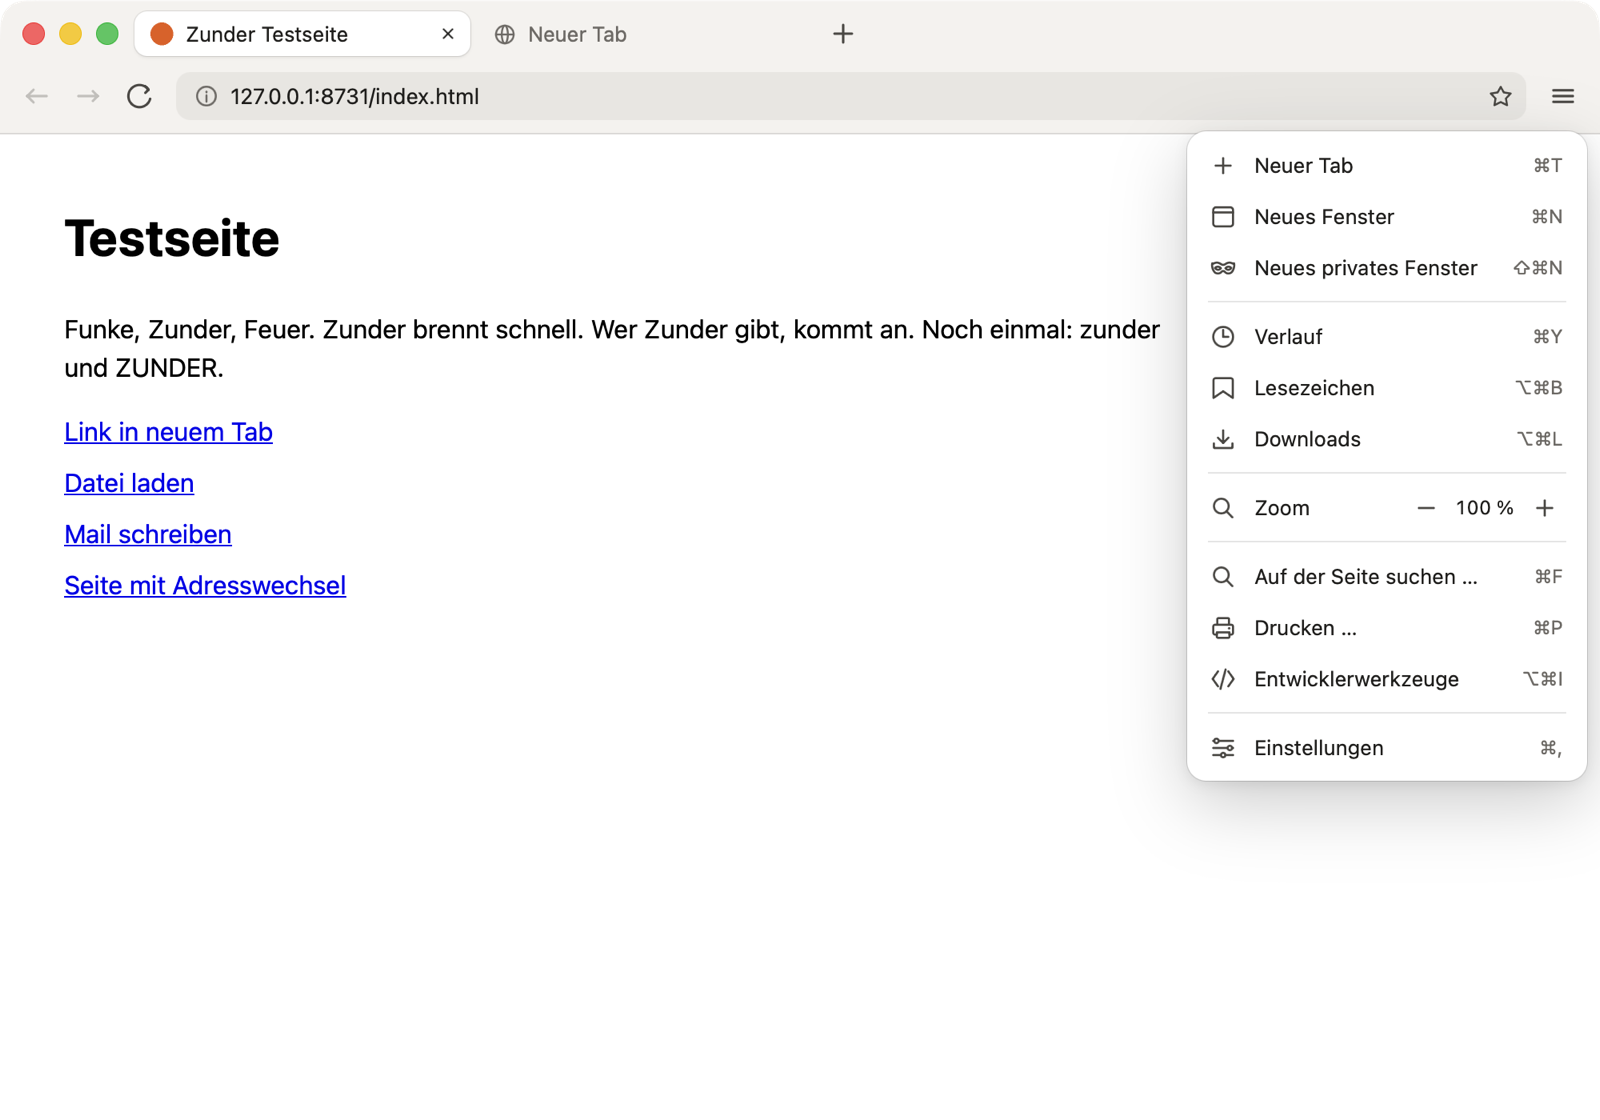 Zunder Testseite
Neuer Tab
127.0.0.1:8731/index.html
Testseite
Funke, Zunder, Feuer. Zunder brennt schnell. Wer Zunder gibt, kommt an. Noch einmal: zunder
und ZUNDER.
Link in neuem Tab
Datei laden
Mail schreiben
Seite mit Adresswechsel
Neuer Tab ⌘T
Neues Fenster ⌘N
Neues privates Fenster ⇧⌘N
Verlauf ⌘Y
Lesezeichen ⌥⌘B
Downloads ⌥⌘L
Zoom — 100 % +
Auf der Seite suchen ... ⌘F
Drucken ... ⌘P
Entwicklerwerkzeuge ⌥⌘I
Einstellungen ⌘,